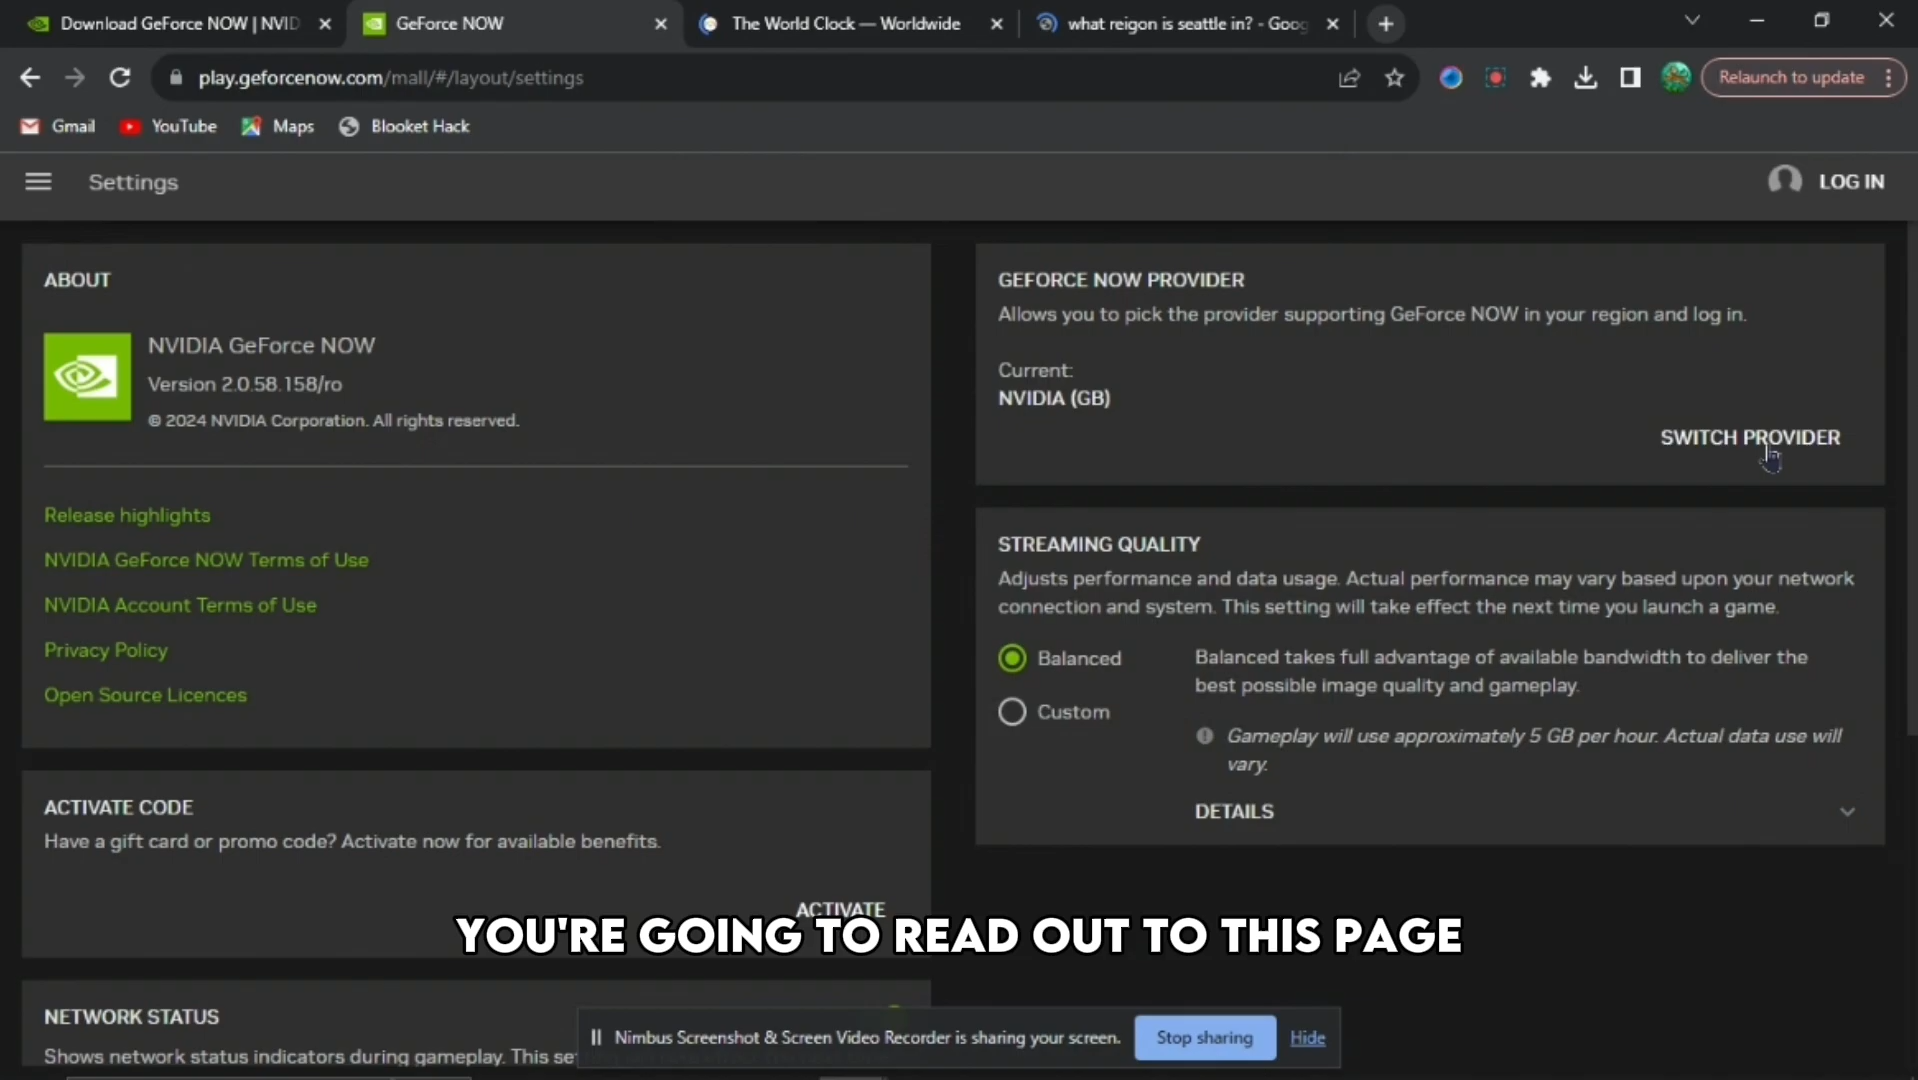 Download GeForce NOW | NVID
GeForce NOW
The World Clock — Worldwide
what reigon is seattle in? - Goog
play.geforcenow.com/mall/#/layout/settings
Relaunch to update
Gmail
YouTube
Maps
Blooket Hack
Settings
LOG IN
ABOUT
NVIDIA GeForce NOW
Version 2.0.58.158/ro
© 2024 NVIDIA Corporation. All rights reserved.
Release highlights
NVIDIA GeForce NOW Terms of Use
NVIDIA Account Terms of Use
Privacy Policy
Open Source Licences
ACTIVATE CODE
Have a gift card or promo code? Activate now for available benefits.
ACTIVATE
NETWORK STATUS
Shows network status indicators during gameplay. This se
GEFORCE NOW PROVIDER
Allows you to pick the provider supporting GeForce NOW in your region and log in.
Current:
NVIDIA (GB)
SWITCH PROVIDER
STREAMING QUALITY
Adjusts performance and data usage. Actual performance may vary based upon your network
connection and system. This setting will take effect the next time you launch a game.
Balanced
Custom
Balanced takes full advantage of available bandwidth to deliver the
best possible image quality and gameplay.
Gameplay will use approximately 5 GB per hour. Actual data use will
vary.
DETAILS
YOU'RE GOING TO READ OUT TO THIS PAGE
Nimbus Screenshot & Screen Video Recorder is sharing your screen.
Stop sharing
Hide